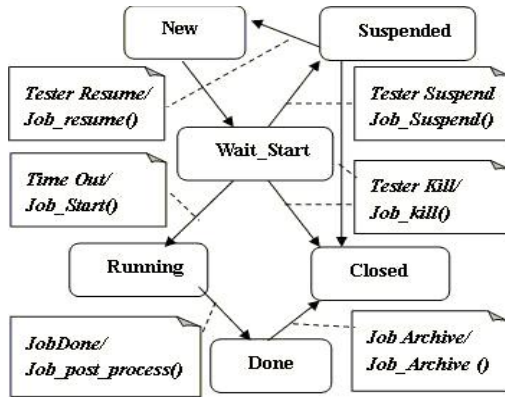 New
Suspended
Tester Resume/
Job_resume()
Tester Suspend
Job_Suspend()
Wait_Start
Time Out/
Job_Start()
Tester Kill/
Job_kill()
Running
Closed
JobDone/
Job_post_process()
Done
Job Archive/
Job_Archive ()